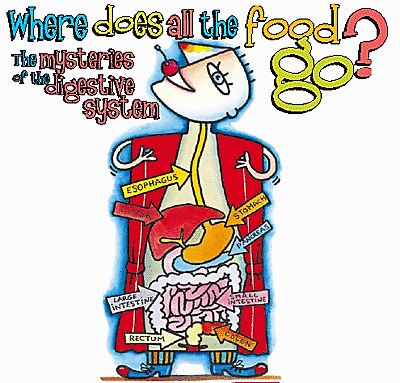 Where does all the food go?
The mysteries
of the digestive
system
ESOPHAGUS
LIVER
STOMACH
PANCREAS
LARGE
INTESTINE
SMALL
INTESTINE
RECTUM
COLON